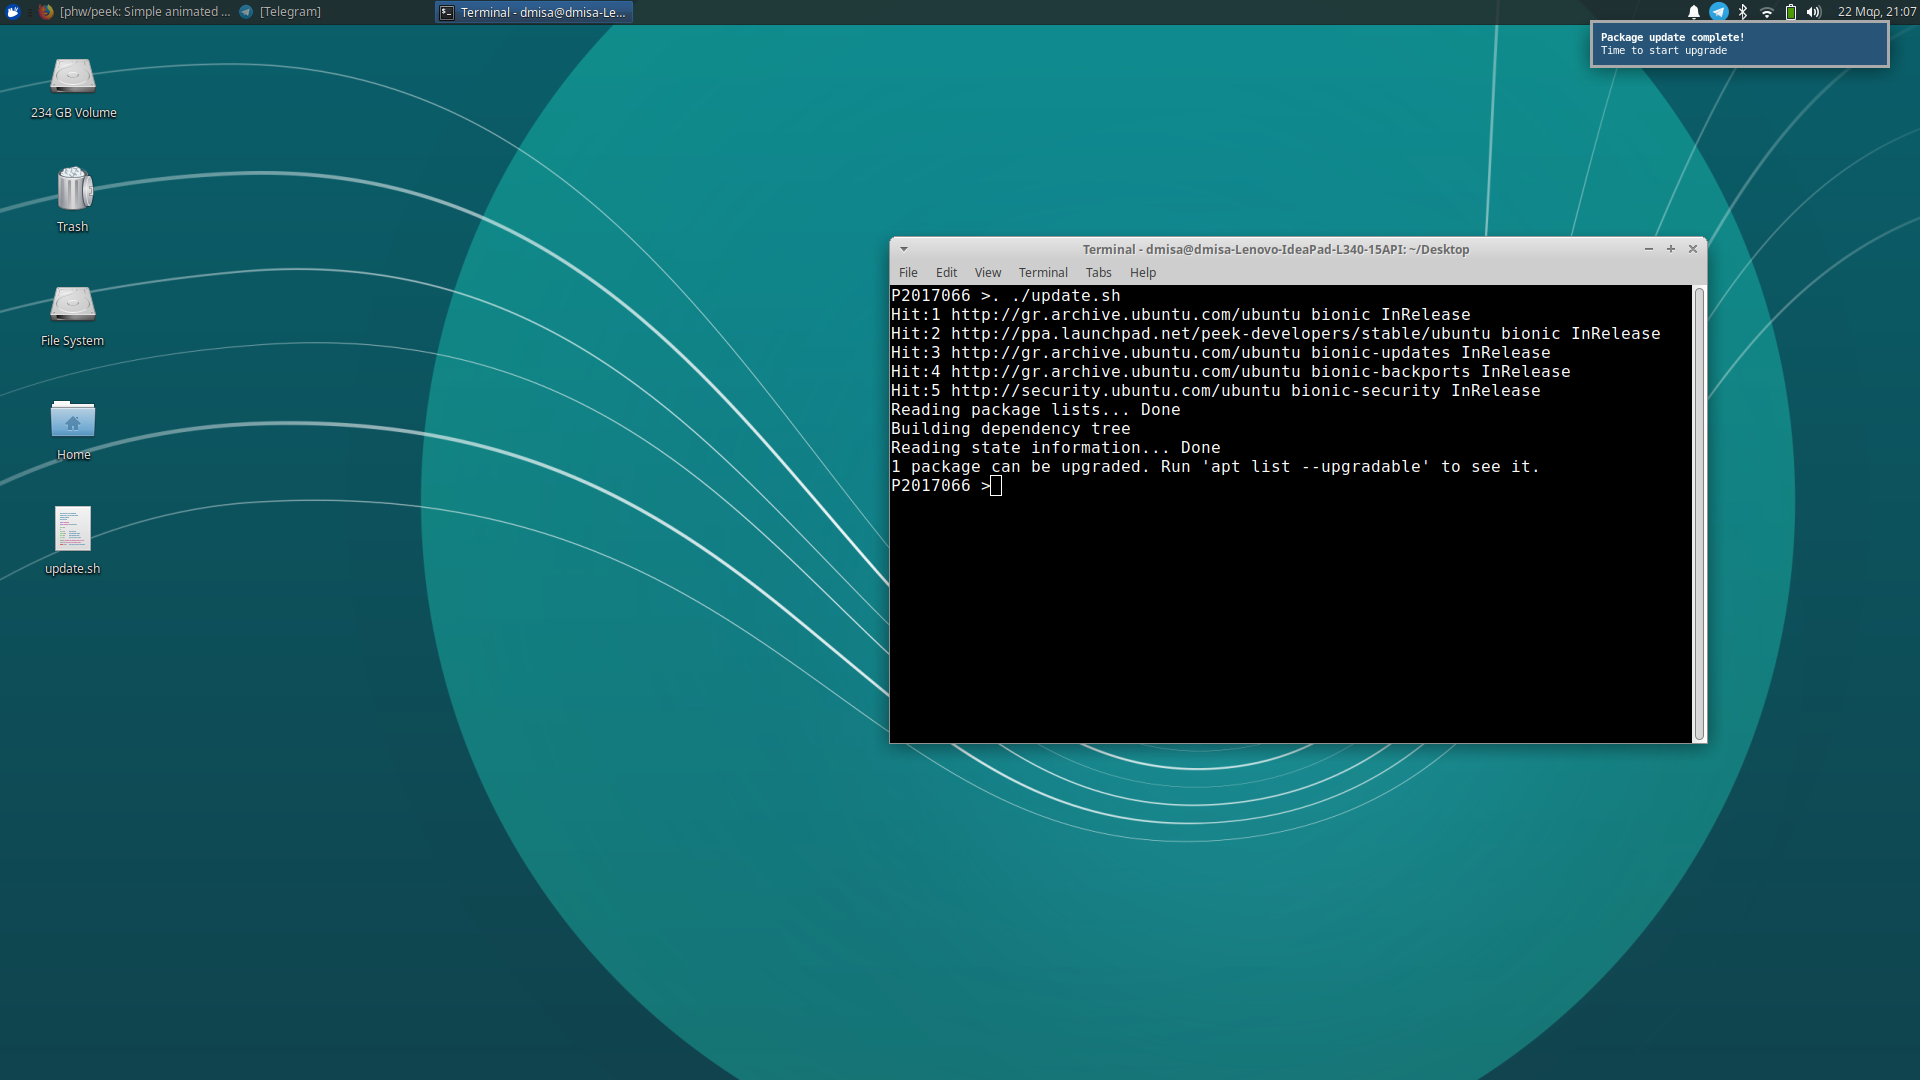 [phw/peek: Simple animated ...
[Telegram]
Terminal - dmisa@dmisa-Le...
22 Μαρ, 21:07
Package update complete!
Time to start upgrade
234 GB Volume
Trash
File System
Home
update.sh
Terminal - dmisa@dmisa-Lenovo-IdeaPad-L340-15API: ~/Desktop
File Edit View Terminal Tabs Help
P2017066 >. ./update.sh
Hit:1 http://gr.archive.ubuntu.com/ubuntu bionic InRelease
Hit:2 http://ppa.launchpad.net/peek-developers/stable/ubuntu bionic InRelease
Hit:3 http://gr.archive.ubuntu.com/ubuntu bionic-updates InRelease
Hit:4 http://gr.archive.ubuntu.com/ubuntu bionic-backports InRelease
Hit:5 http://security.ubuntu.com/ubuntu bionic-security InRelease
Reading package lists... Done
Building dependency tree
Reading state information... Done
1 package can be upgraded. Run 'apt list --upgradable' to see it.
P2017066 >